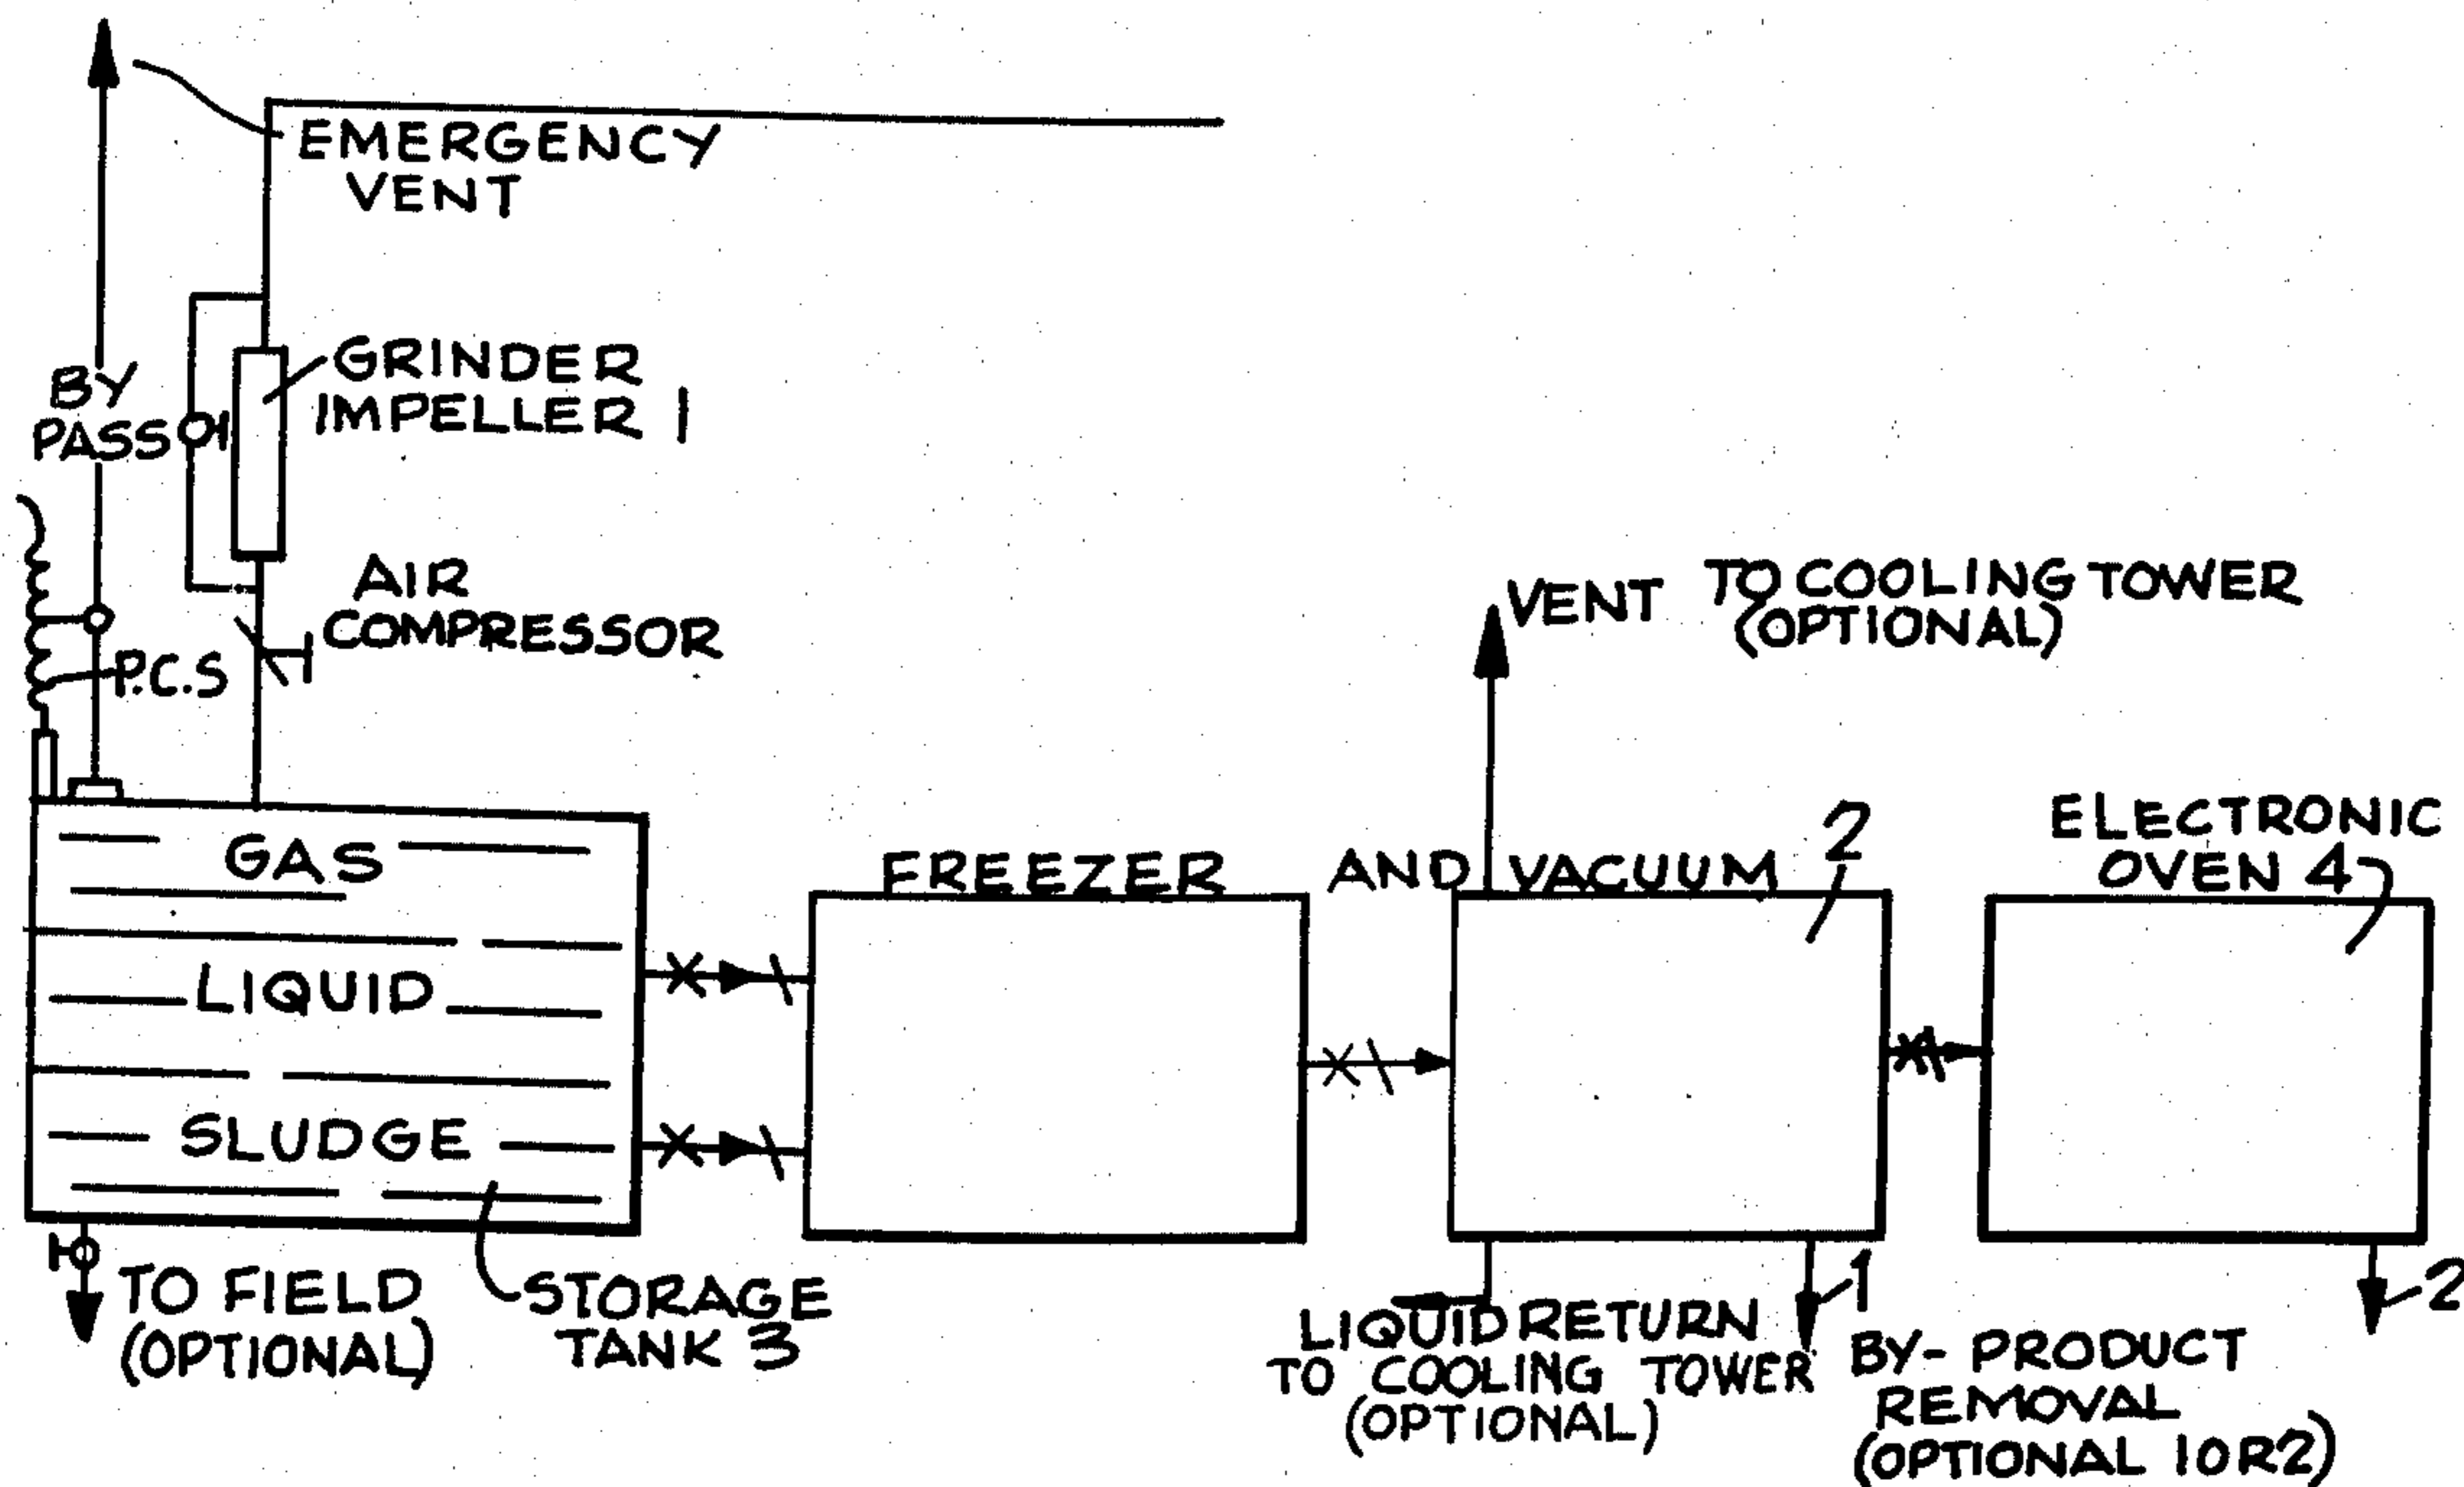 EMERGENCY
VENT
GRINDER
IMPELLER 1
BY
PASS
AIR
COMPRESSOR
P.C.S
VENT TO COOLING TOWER
(OPTIONAL)
GAS
LIQUID
SLUDGE
FREEZER AND VACUUM 2
ELECTRONIC
OVEN 4
TO FIELD
(OPTIONAL)
STORAGE
TANK 3
LIQUID RETURN
TO COOLING TOWER
(OPTIONAL)
1
BY-PRODUCT
REMOVAL
(OPTIONAL 1 OR 2)
2